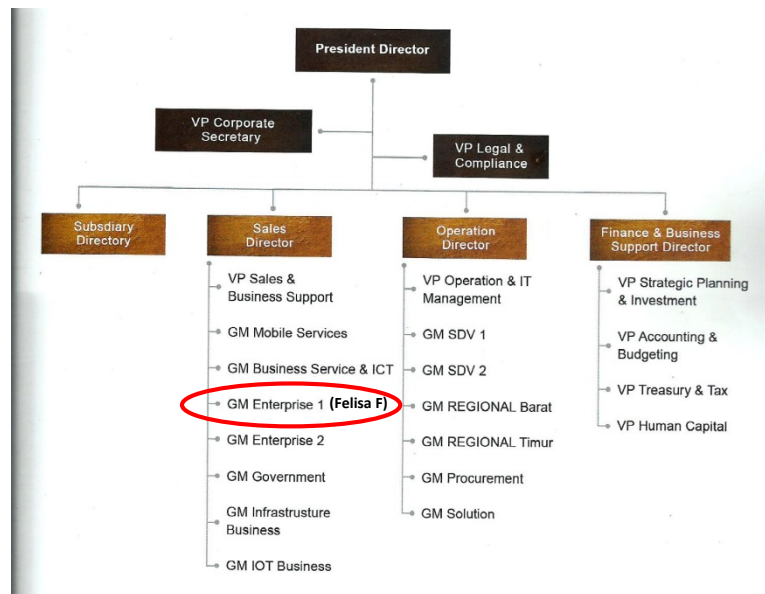 President Director
VP Corporate
Secretary
VP Legal &
Compliance
Subsdiary
Directory
Sales
Director
Operation
Director
Finance & Business
Support Director
VP Sales &
Business Support
GM Mobile Services
GM Business Service & ICT
GM Enterprise 1 (Felisa F)
GM Enterprise 2
GM Government
GM Infrastrusture
Business
GM IOT Business
VP Operation & IT
Management
GM SDV 1
GM SDV 2
GM REGIONAL Barat
GM REGIONAL Timur
GM Procurement
GM Solution
VP Strategic Planning
& Investment
VP Accounting &
Budgeting
VP Treasury & Tax
VP Human Capital